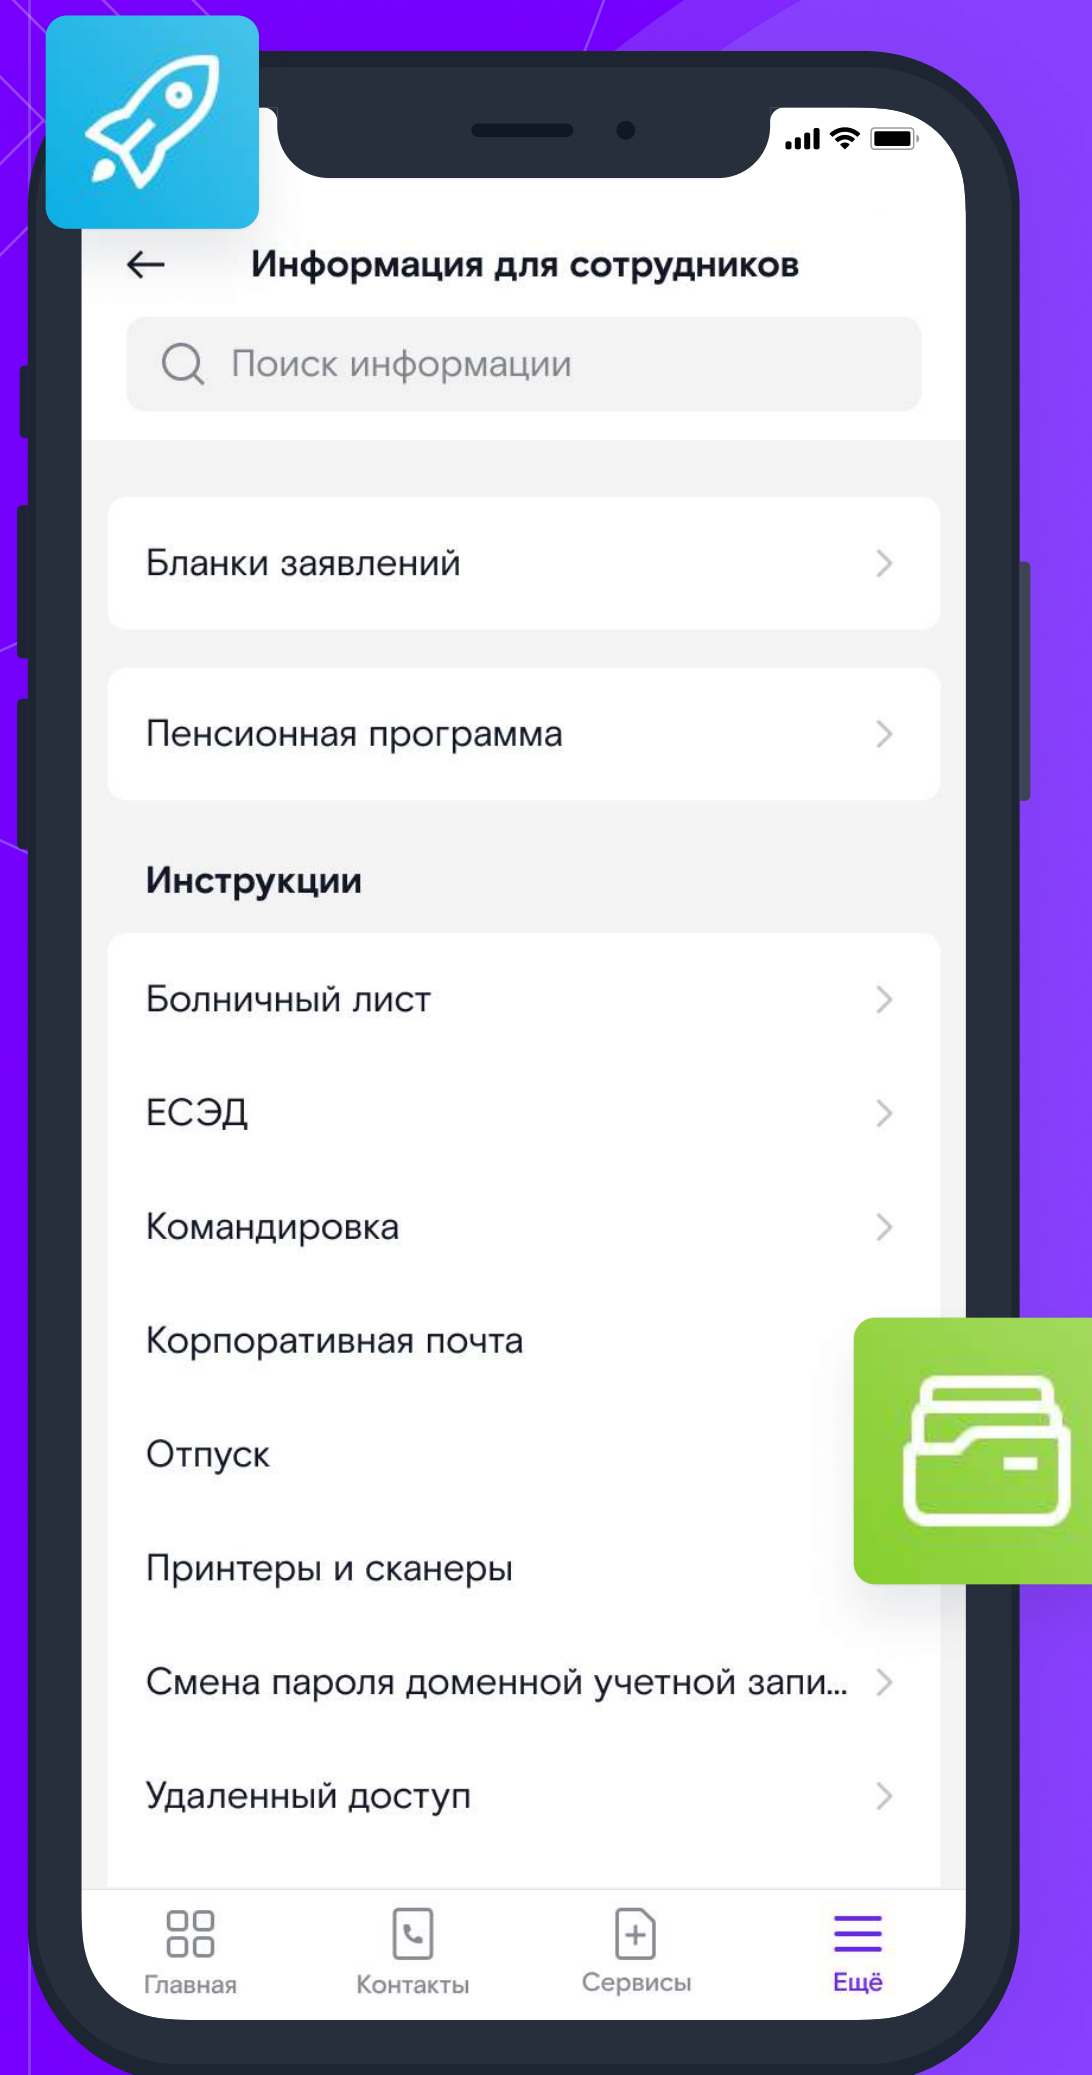 Информация для сотрудников
Поиск информации
Бланки заявлений
Пенсионная программа
Инструкции
Болничный лист
ЕСЭД
Командировка
Корпоративная почта
Отпуск
Принтеры и сканеры
Смена пароля доменной учетной запи...
Удаленный доступ
Главная
Контакты
Сервисы
Ещё